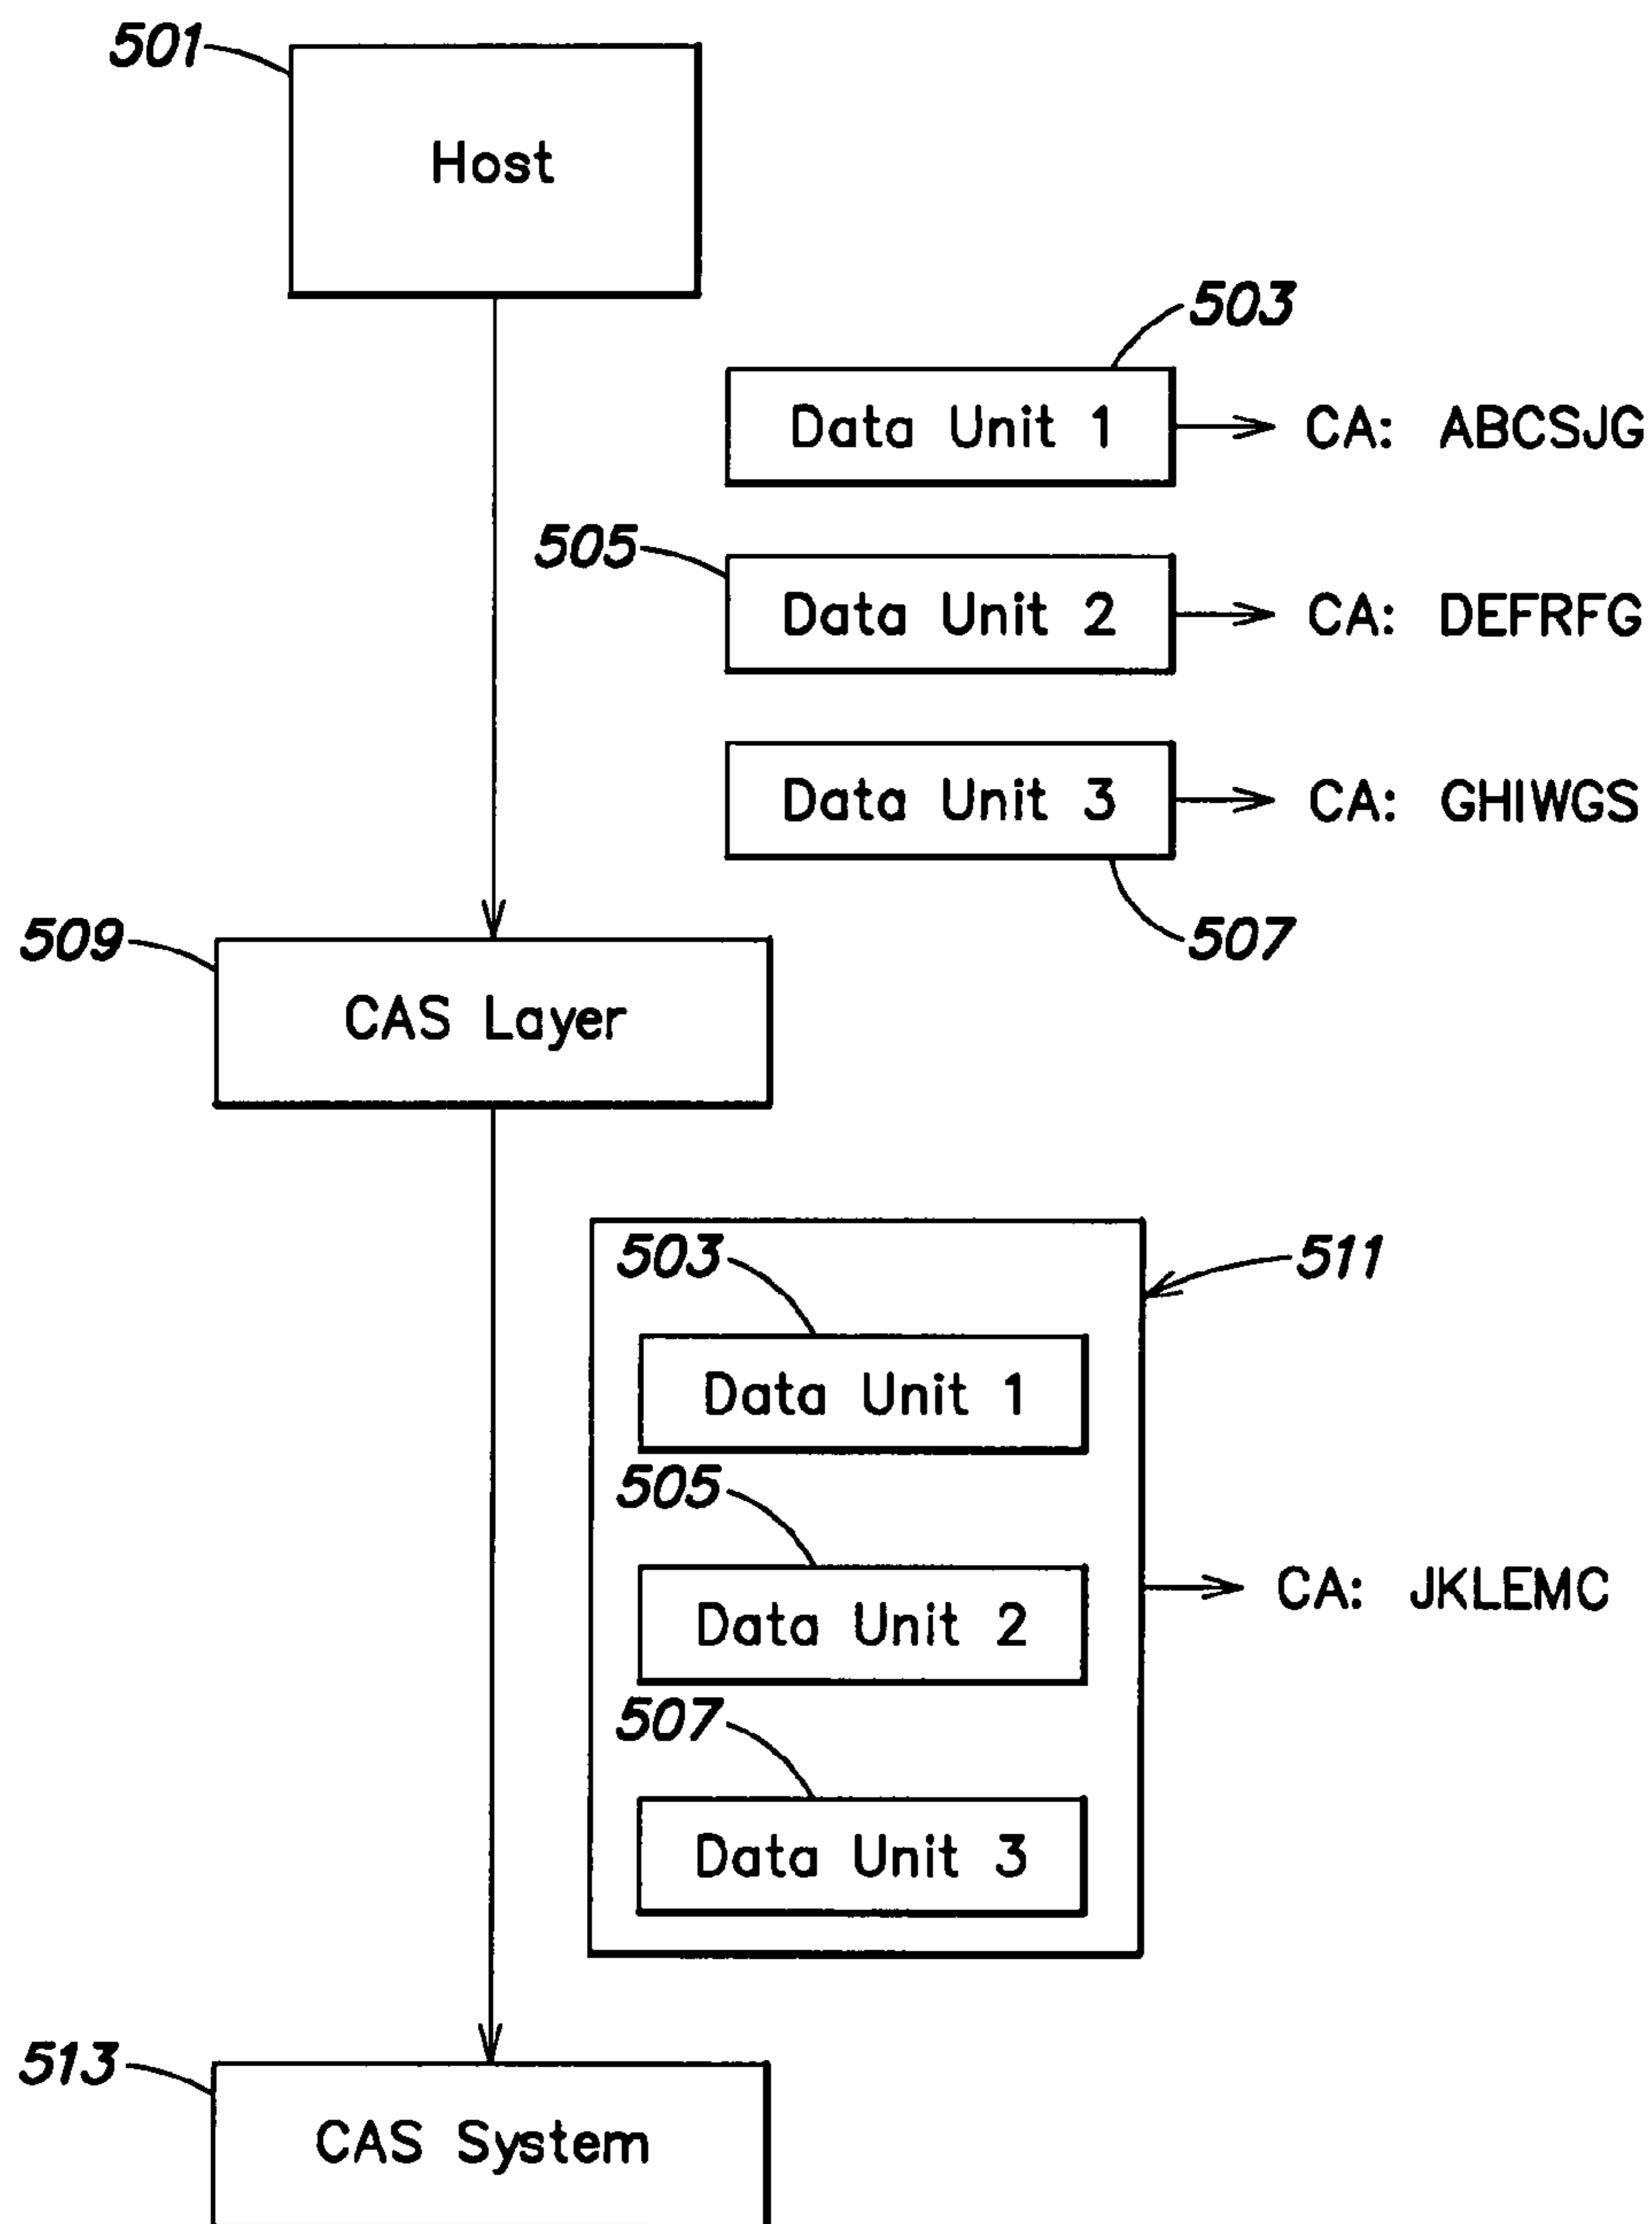 501
Host
503
Data Unit 1
CA: ABCSJG
505
Data Unit 2
CA: DEFRFG
Data Unit 3
CA: GHIWGS
507
509
CAS Layer
503
511
Data Unit 1
505
Data Unit 2
CA: JKLEMC
507
Data Unit 3
513
CAS System